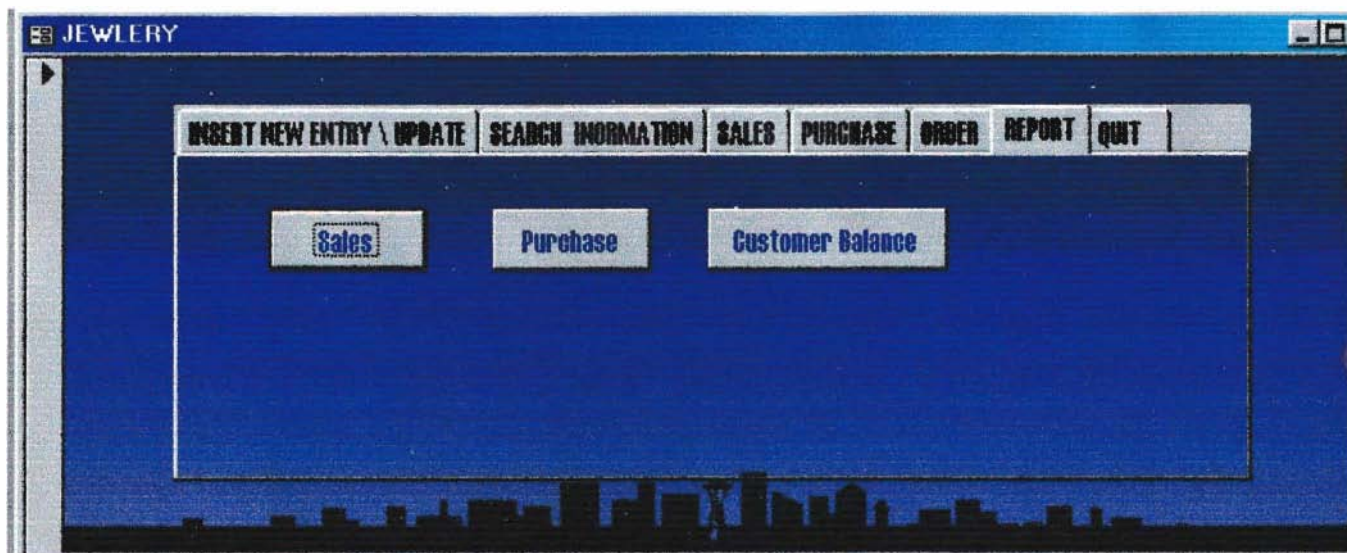 JEWLERY
INSERT NEW ENTRY \ UPDATE SEARCH INORMATION SALES PURCHASE ORDER REPORT QUIT
Sales Purchase Customer Balance